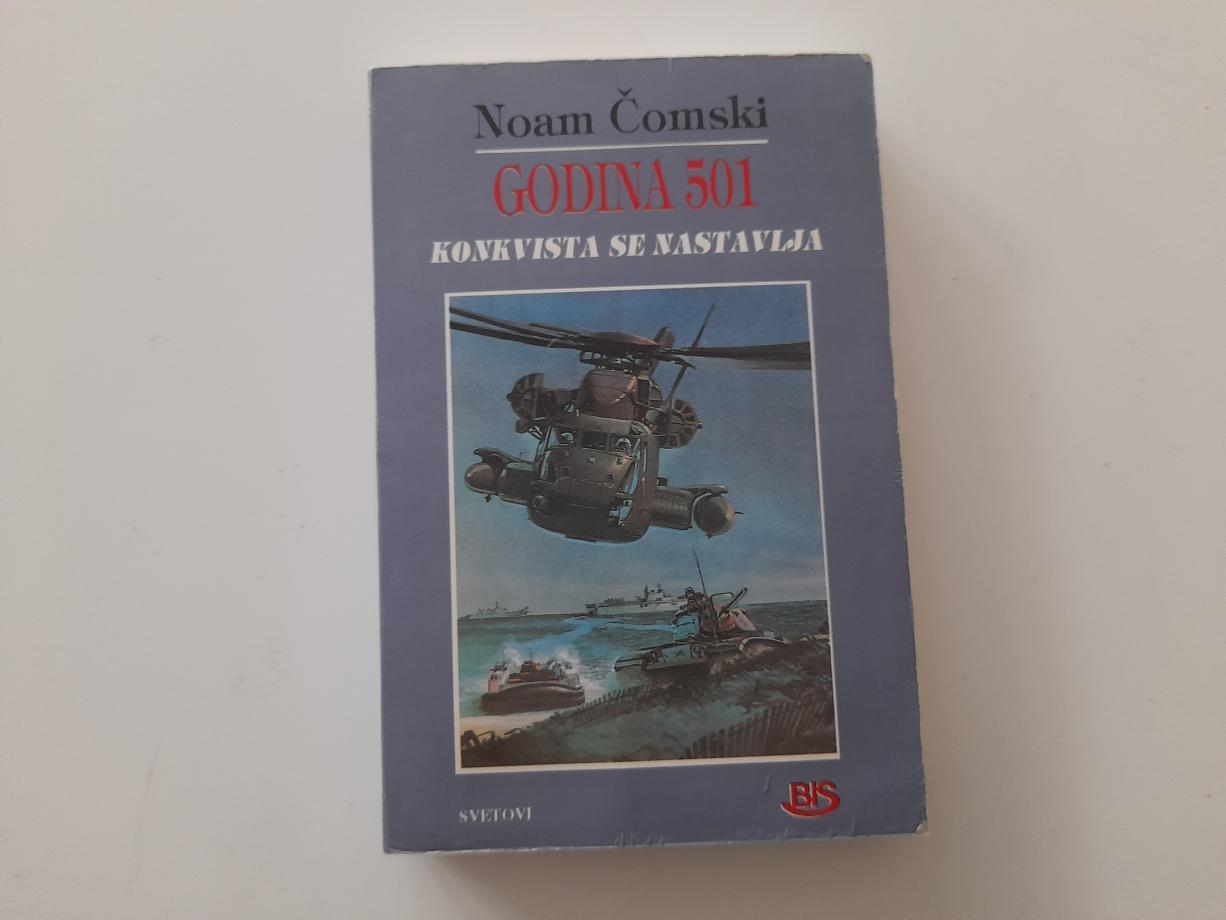 Noam Čomski
GODINA 501
KONKVISTA SE NASTAVLJA
SVETOVI
BIS